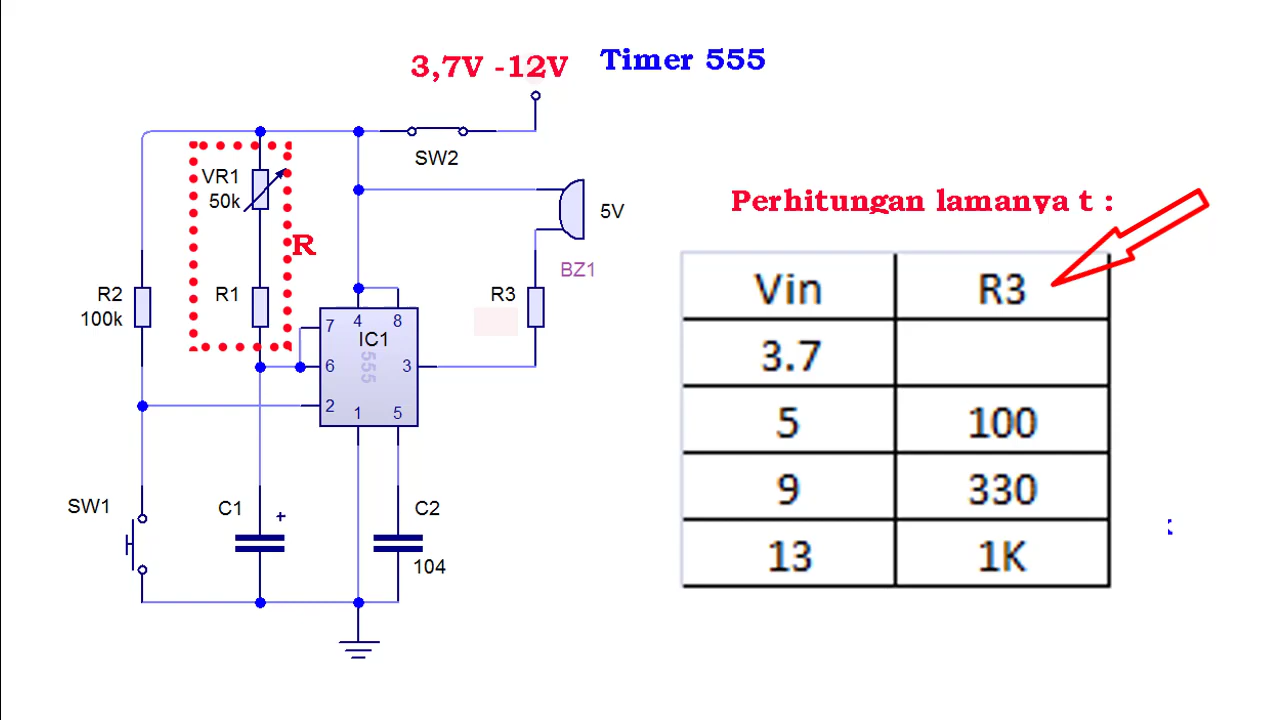 3,7V -12V
Timer 555
SW2
VR1
50k
R
5V
BZ1
R2
100k
R1
R3
7
4
8
IC1
555
6
3
2
1
5
SW1
C1
+
C2
104
Perhitungan lamanya t :
Vin R3
3.7
5 100
9 330
13 1K